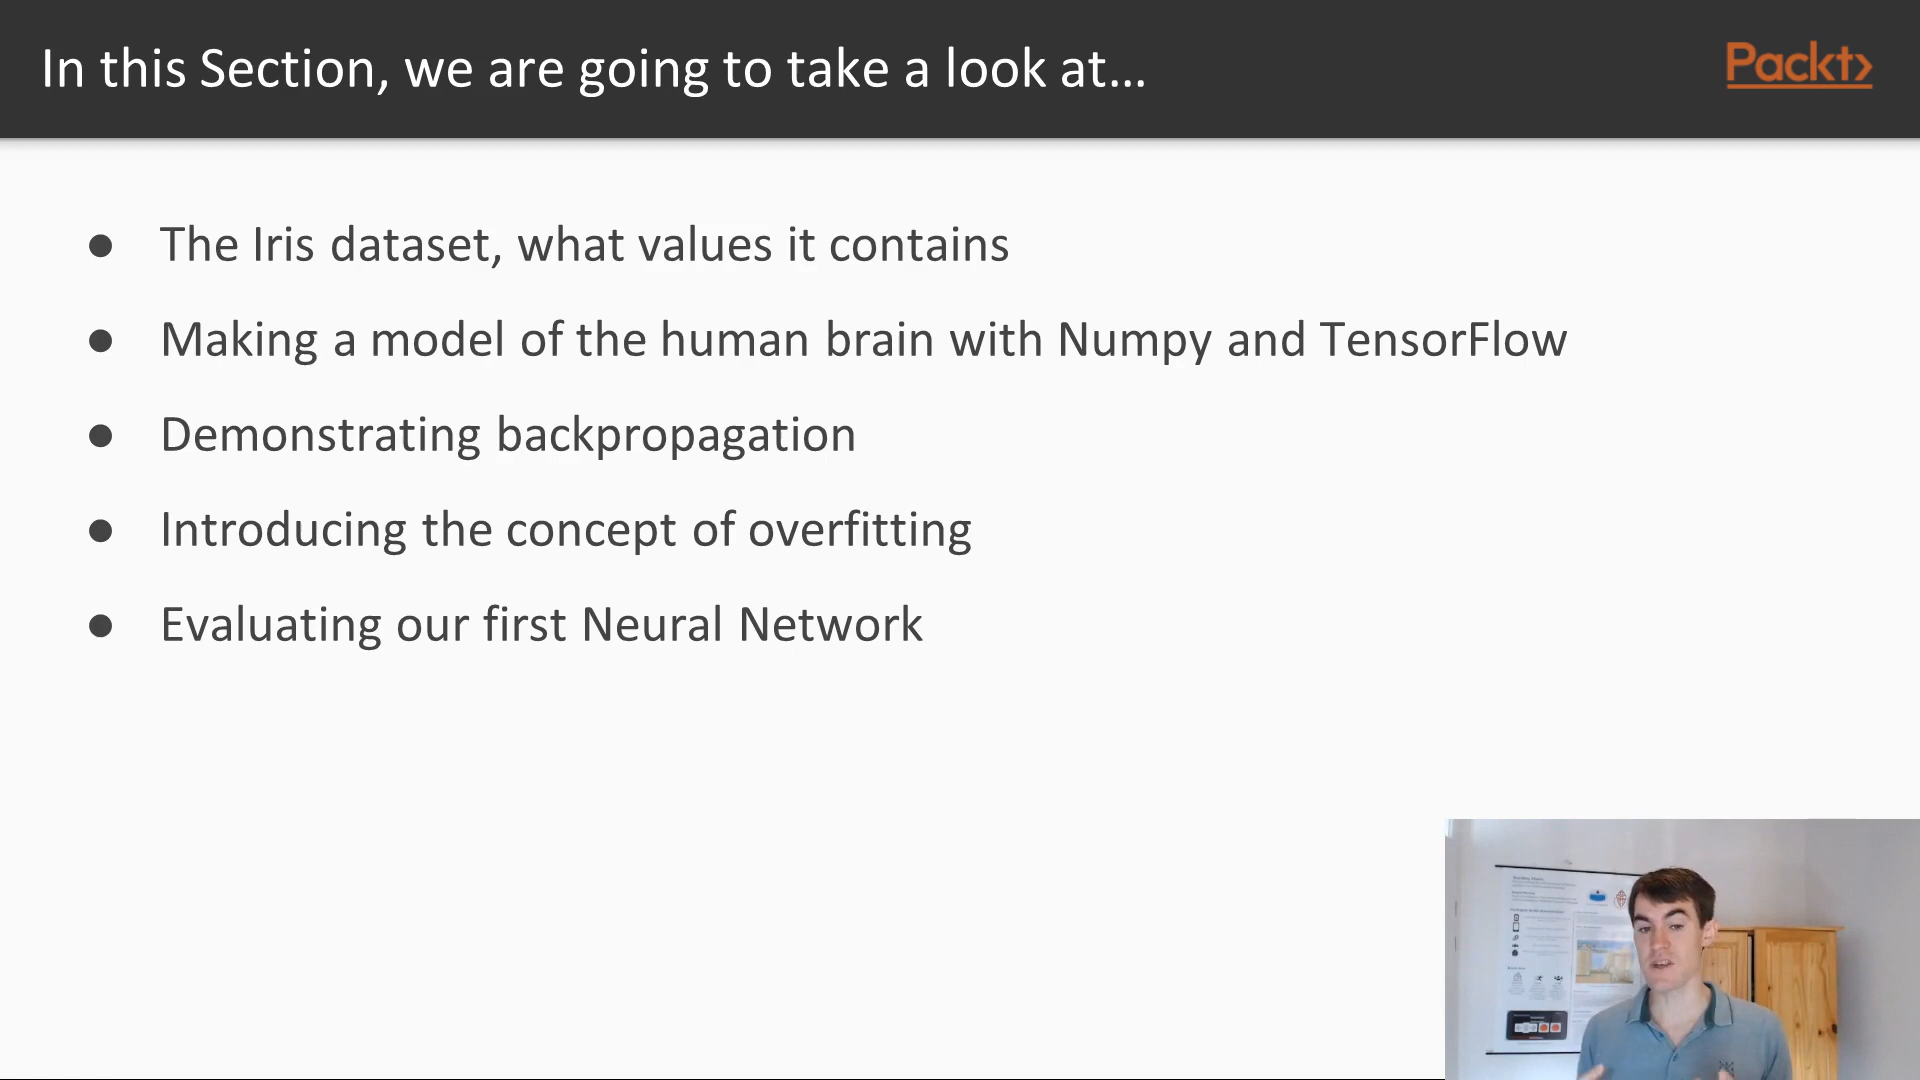 In this Section, we are going to take a look at...
Packt>
● The Iris dataset, what values it contains
● Making a model of the human brain with Numpy and TensorFlow
● Demonstrating backpropagation
● Introducing the concept of overfitting
● Evaluating our first Neural Network